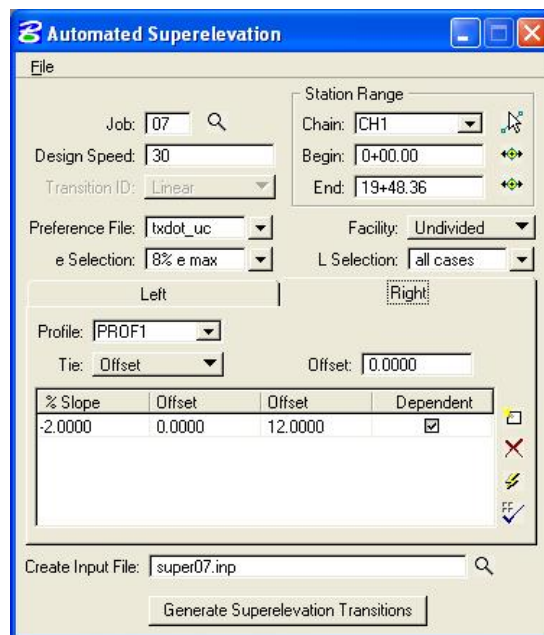 Automated Superelevation
File
Station Range
Job: 07
Chain: CH1
Design Speed: 30
Begin: 0+00.00
Transition ID: Linear
End: 19+48.36
Preference File: txdot_uc
Facility: Undivided
e Selection: 8% e max
L Selection: all cases
Left
Right
Profile: PROF1
Tie: Offset
Offset: 0.0000
% Slope Offset Offset Dependent
-2.0000 0.0000 12.0000
FF
Create Input File: super07.inp
Generate Superelevation Transitions